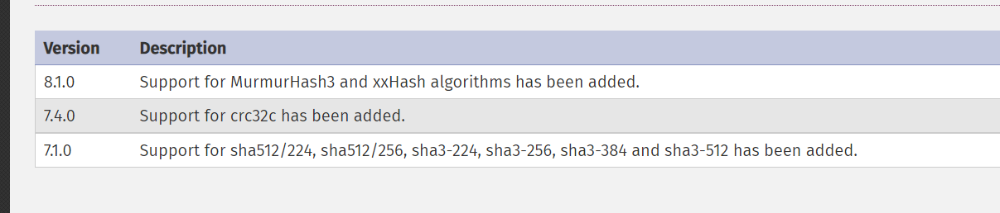 Version Description
8.1.0 Support for MurmurHash3 and xxHash algorithms has been added.
7.4.0 Support for crc32c has been added.
7.1.0 Support for sha512/224, sha512/256, sha3-224, sha3-256, sha3-384 and sha3-512 has been added.